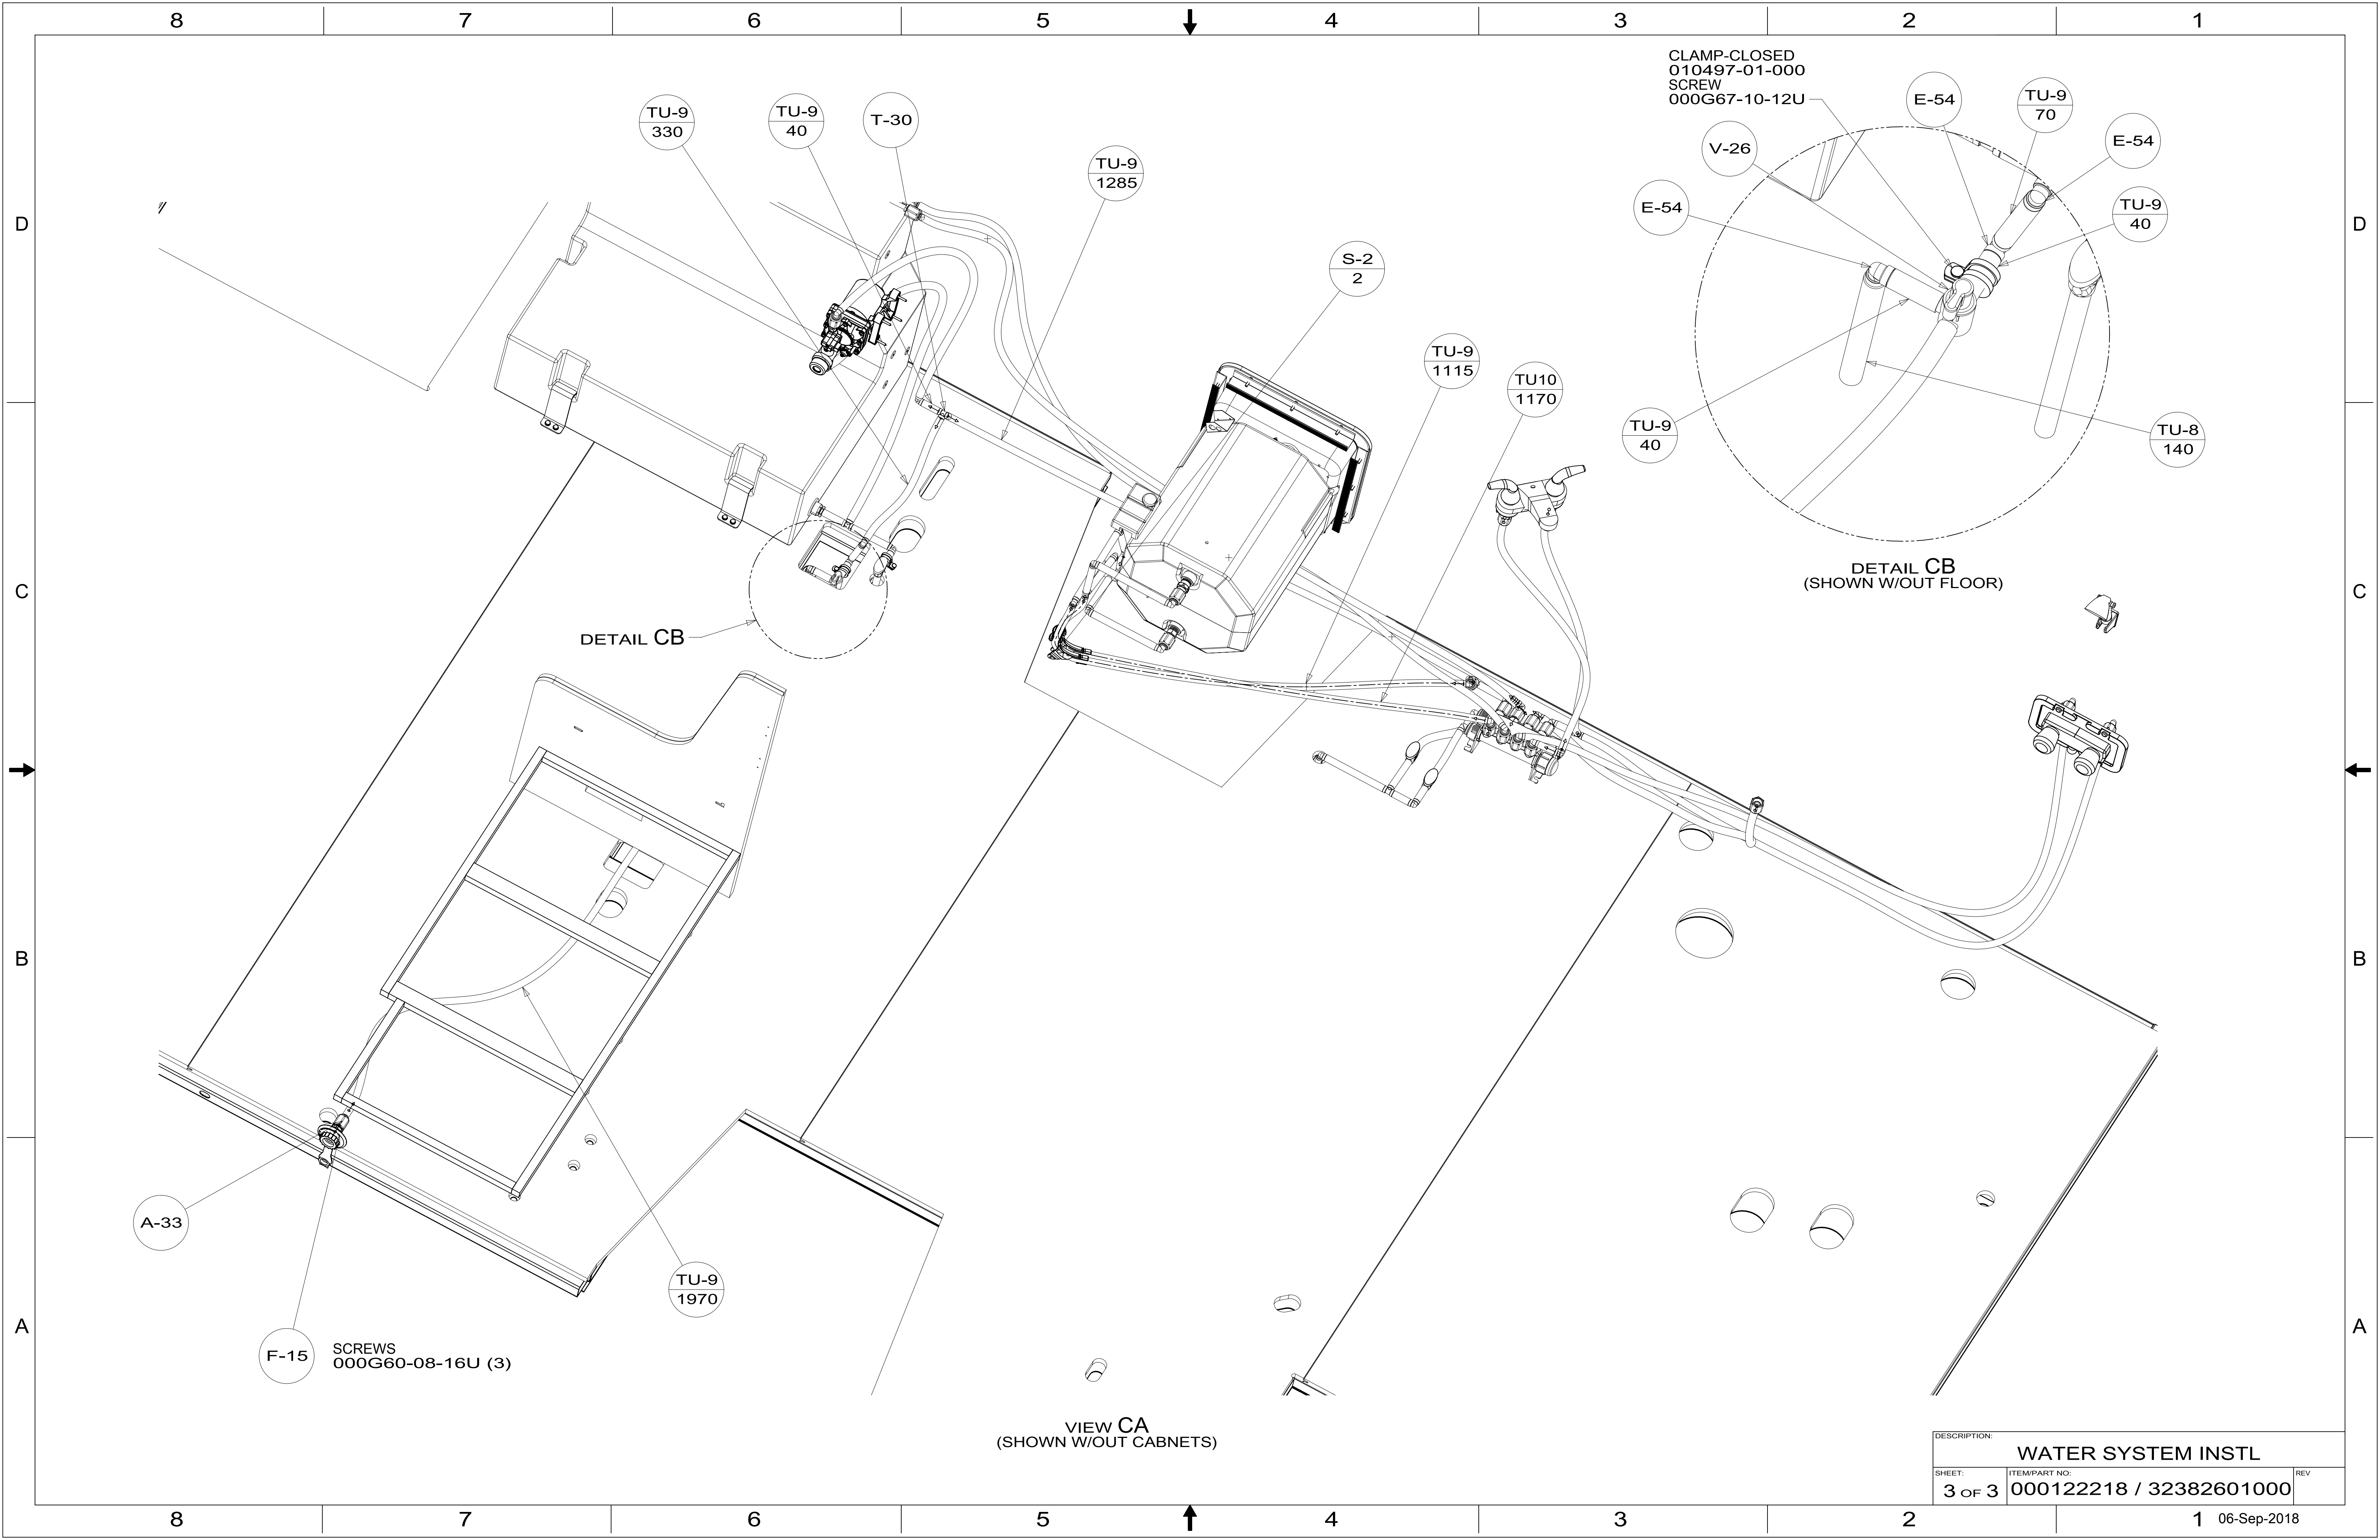 8 7 6 5 4 3 2 1
CLAMP-CLOSED
010497-01-000
SCREW
000G67-10-12U
E-54
TU-9
70
E-54
V-26
E-54
TU-9
40
TU-9
330
TU-9
40
T-30
TU-9
1285
S-2
2
TU-9
1115
TU10
1170
TU-9
40
TU-8
140
D
D
DETAIL CB
(SHOWN W/OUT FLOOR)
C
C
DETAIL CB
B
B
A-33
TU-9
1970
A
A
F-15
SCREWS
000G60-08-16U (3)
VIEW CA
(SHOWN W/OUT CABNETS)
DESCRIPTION:
WATER SYSTEM INSTL
SHEET:
3 OF 3
ITEM/PART NO:
000122218 / 32382601000
REV
8 7 6 5 4 3 2 1
06-Sep-2018